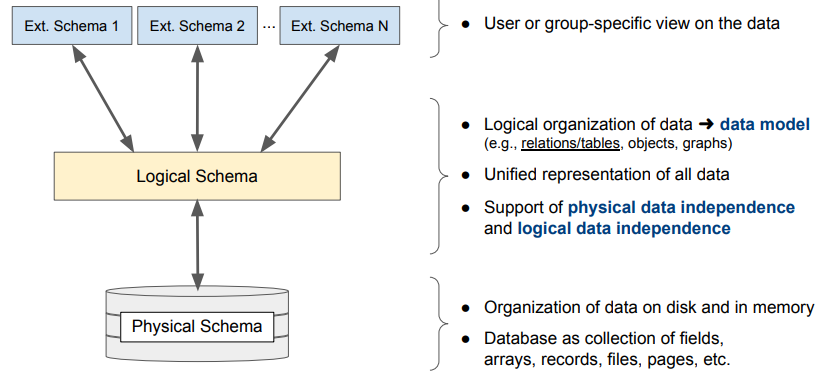 Ext. Schema 1 Ext. Schema 2 ... Ext. Schema N
● User or group-specific view on the data
● Logical organization of data ➜ data model
(e.g., relations/tables, objects, graphs)
● Unified representation of all data
Logical Schema
● Support of physical data independence
and logical data independence
● Organization of data on disk and in memory
Physical Schema
● Database as collection of fields,
arrays, records, files, pages, etc.